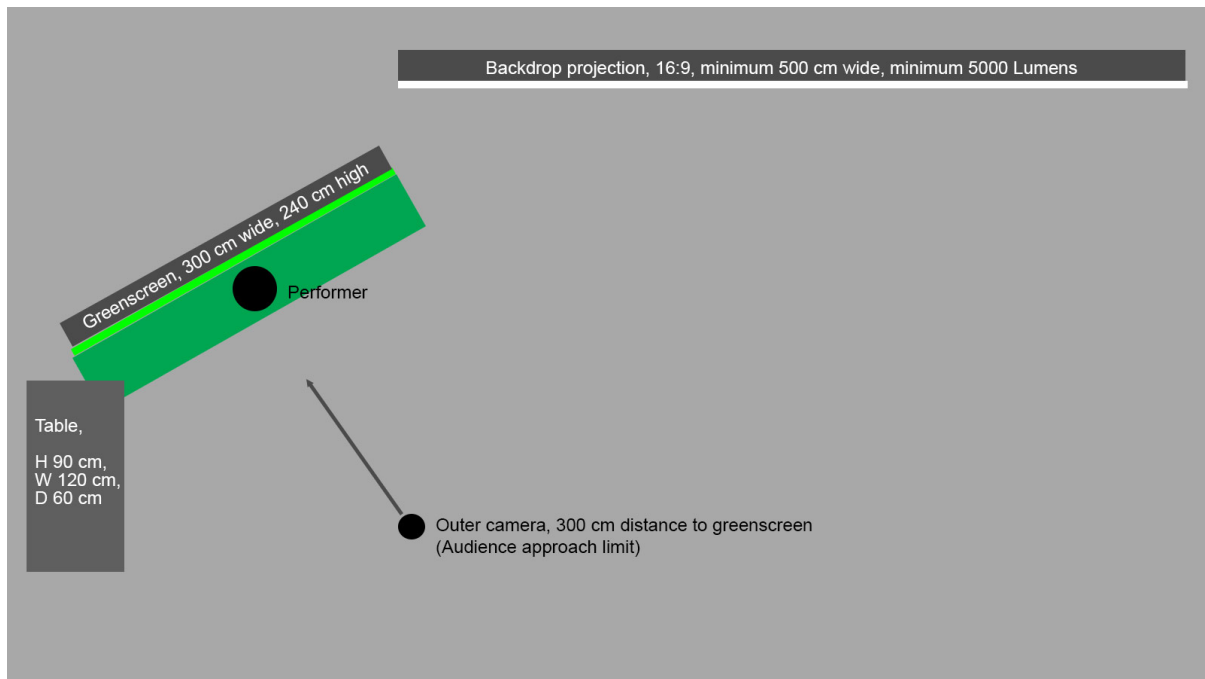 Backdrop projection, 16:9, minimum 500 cm wide, minimum 5000 Lumens
Greenscreen, 300 cm wide, 240 cm high
Performer
Table,
H 90 cm,
W 120 cm,
D 60 cm
Outer camera, 300 cm distance to greenscreen
(Audience approach limit)